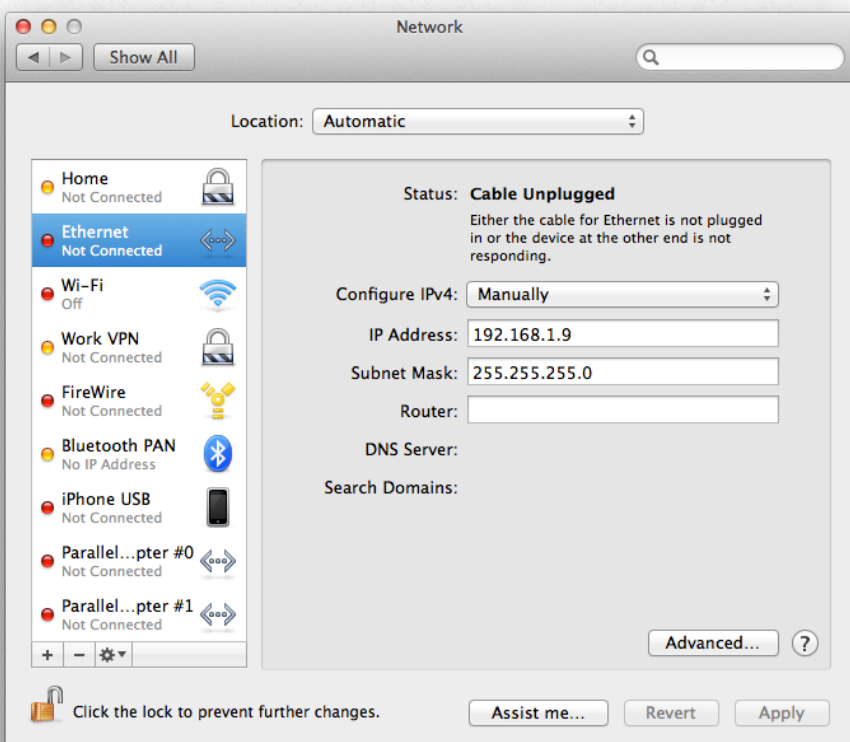 Network
Show All
Location: Automatic
Home
Not Connected
Ethernet
Not Connected
Wi-Fi
Off
Work VPN
Not Connected
FireWire
Not Connected
Bluetooth PAN
No IP Address
iPhone USB
Not Connected
Parallel...pter #0
Not Connected
Parallel...pter #1
Not Connected
Status: Cable Unplugged
Either the cable for Ethernet is not plugged
in or the device at the other end is not
responding.
Configure IPv4: Manually
IP Address: 192.168.1.9
Subnet Mask: 255.255.255.0
Router:
DNS Server:
Search Domains:
Advanced... ?
Click the lock to prevent further changes.
Assist me... Revert Apply